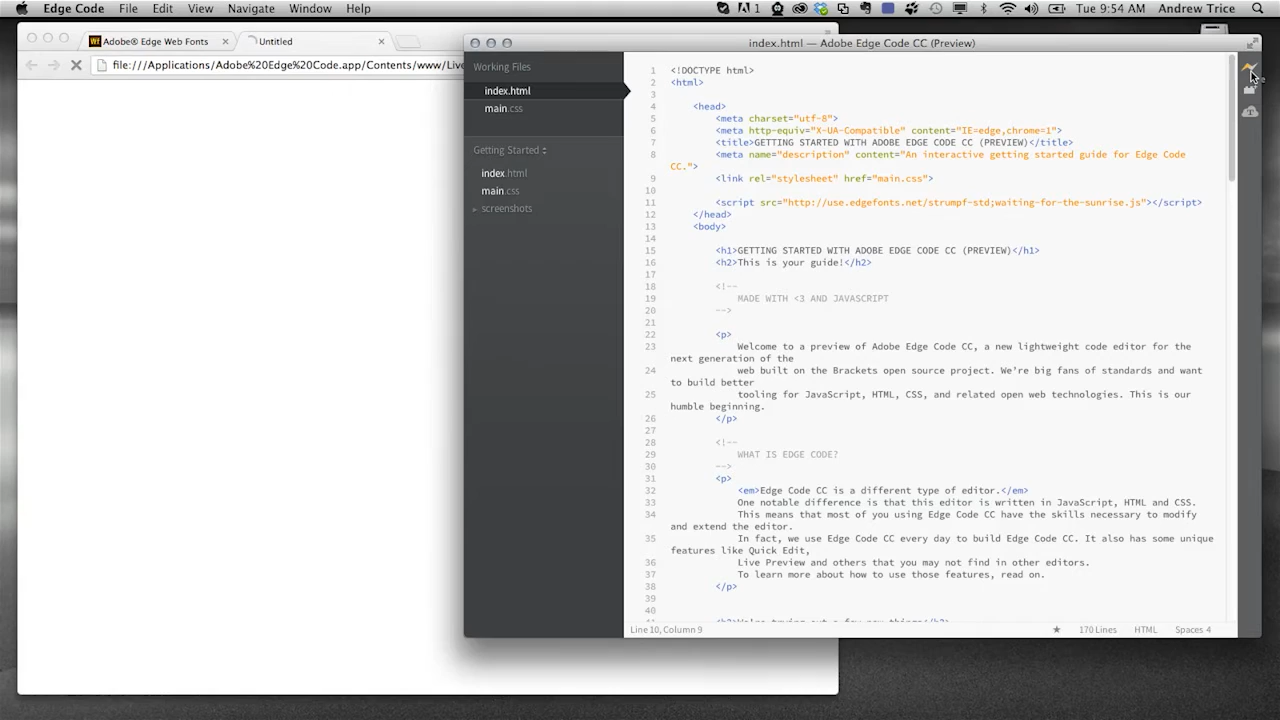 Edge Code File Edit View Navigate Window Help
1 Tue 9:54 AM Andrew Trice
Adobe® Edge Web Fonts
Untitled
file:///Applications/Adobe%20Edge%20Code.app/Contents/www/Liv
index.html — Adobe Edge Code CC (Preview)
Working Files
index.html
main.css
Getting Started
index.html
main.css
screenshots
1 <!DOCTYPE html>
2 <html>
3
4 <head>
5 <meta charset="utf-8">
6 <meta http-equiv="X-UA-Compatible" content="IE=edge,chrome=1">
7 <title>GETTING STARTED WITH ADOBE EDGE CODE CC (PREVIEW)</title>
8 <meta name="description" content="An interactive getting started guide for Edge Code
CC.">
9 <link rel="stylesheet" href="main.css">
10
11 <script src="http://use.edgefonts.net/strumpf-std;waiting-for-the-sunrise.js"></script>
12 </head>
13 <body>
14
15 <h1>GETTING STARTED WITH ADOBE EDGE CODE CC (PREVIEW)</h1>
16 <h2>This is your guide!</h2>
17
18 <!--
19 MADE WITH <3 AND JAVASCRIPT
20 -->
21
22 <p>
23 Welcome to a preview of Adobe Edge Code CC, a new lightweight code editor for the
next generation of the
24 web built on the Brackets open source project. We're big fans of standards and want
to build better
25 tooling for JavaScript, HTML, CSS, and related open web technologies. This is our
humble beginning.
26 </p>
27
28 <!--
29 WHAT IS EDGE CODE?
30 -->
31 <p>
32 <em>Edge Code CC is a different type of editor.</em>
33 One notable difference is that this editor is written in JavaScript, HTML and CSS.
34 This means that most of you using Edge Code CC have the skills necessary to modify
and extend the editor.
35 In fact, we use Edge Code CC every day to build Edge Code CC. It also has some unique
features like Quick Edit,
36 Live Preview and others that you may not find in other editors.
37 To learn more about how to use those features, read on.
38 </p>
39
40
41 <h2>We're trying out a few new things</h2>
Line 10, Column 9
170 Lines HTML Spaces 4